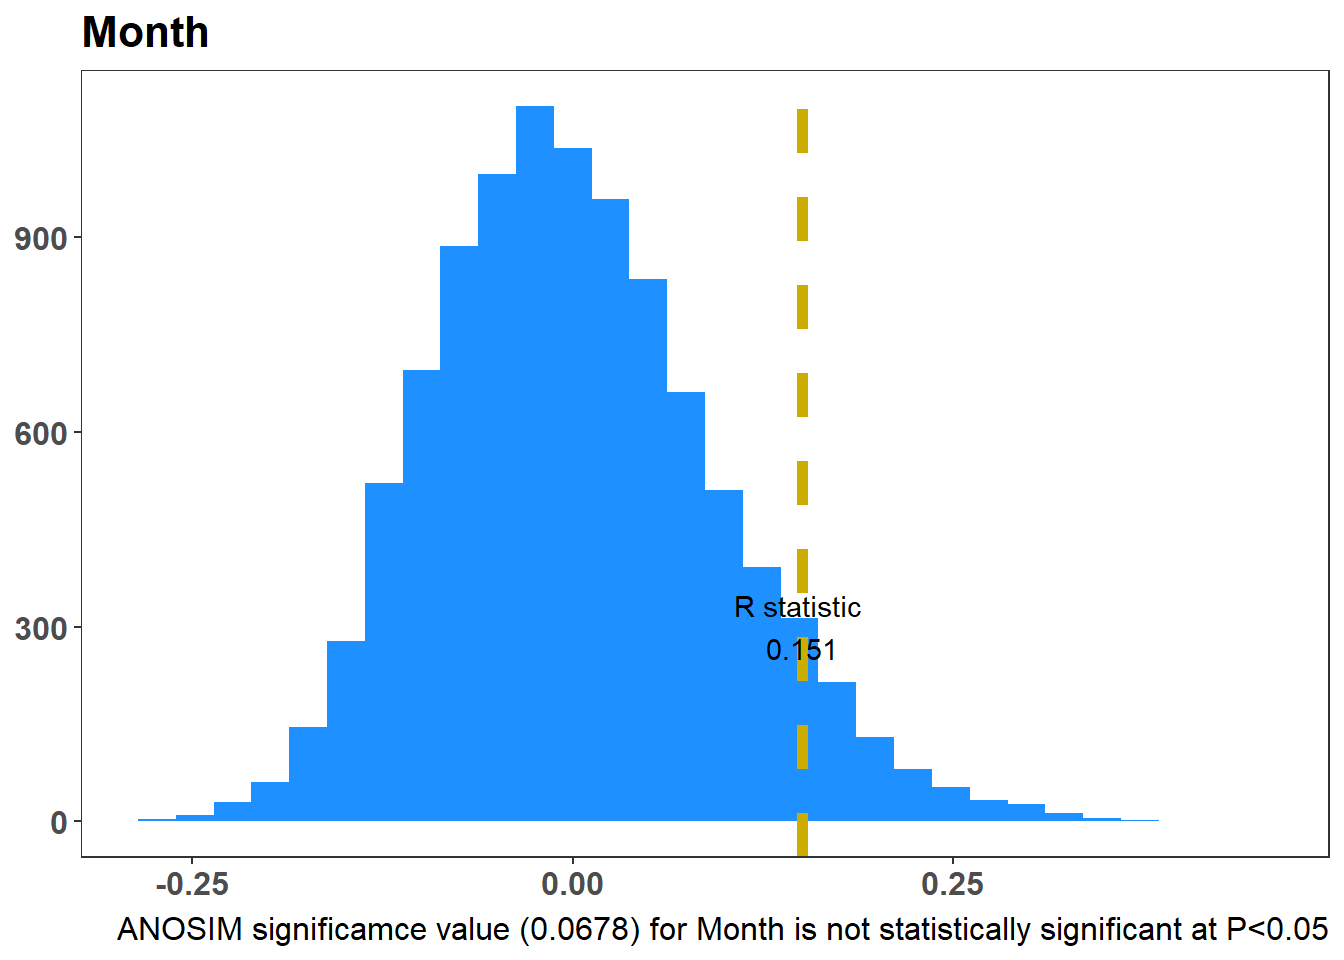 Month
900
600
300
0
R statistic
0.151
-0.25
0.00
0.25
ANOSIM significamce value (0.0678) for Month is not statistically significant at P<0.05